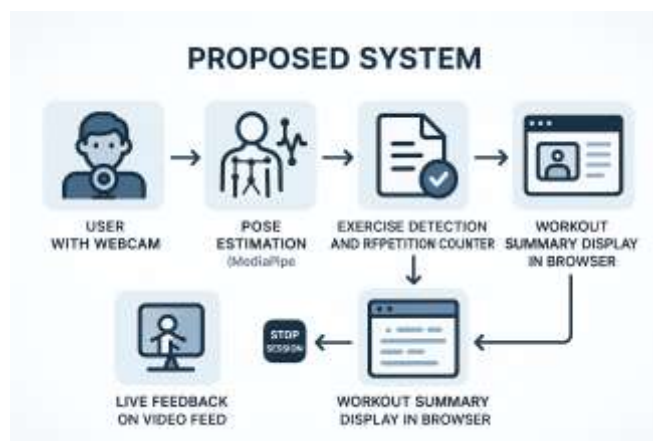 PROPOSED SYSTEM
USER
WITH WEBCAM
POSE
ESTIMATION
(MediaPipe
EXERCISE DETECTION
AND RFPETITION COUNTER
WORKOUT
SUMMARY DISPLAY
IN BROWSER
LIVE FEEDBACK
ON VIDEO FEED
STOP
SESSION
WORKOUT SUMMARY
DISPLAY IN BROWSER